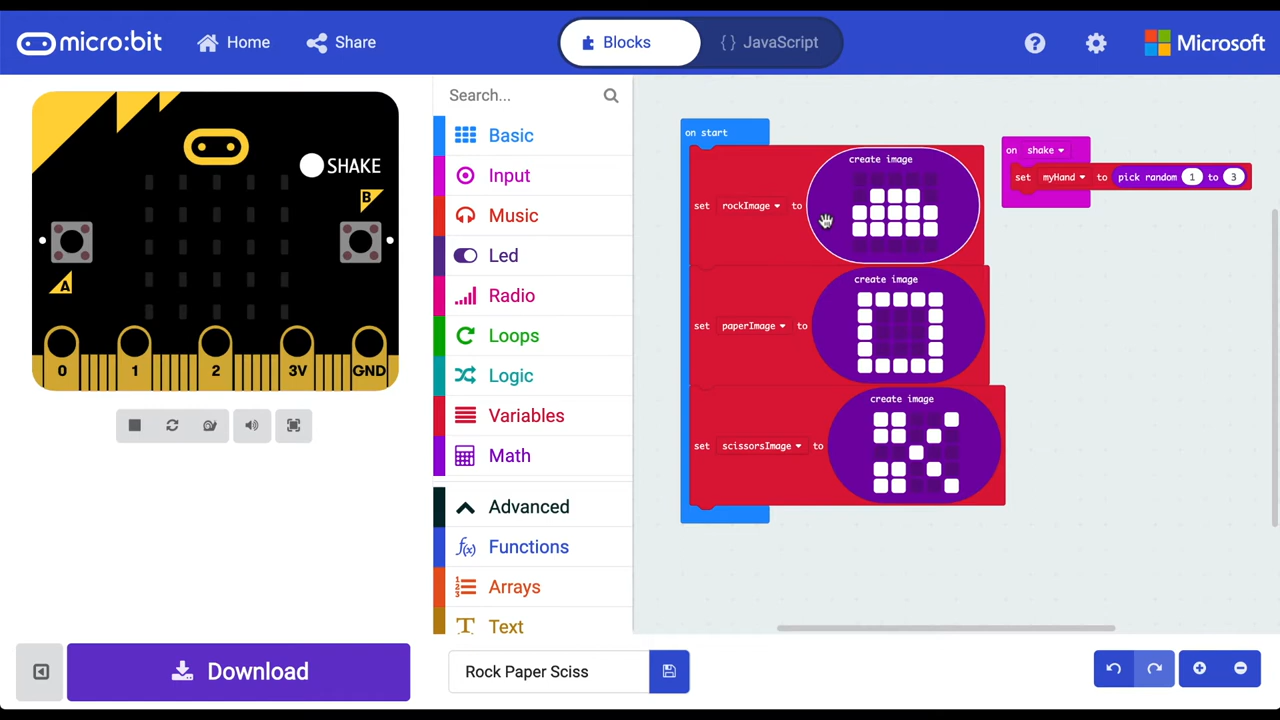 micro:bit Home Share Blocks {} JavaScript ? Microsoft
SHAKE
B
A
0 1 2 3V GND
Download
Search...
Basic
Input
Music
Led
Radio
Loops
Logic
Variables
Math
Advanced
f(x) Functions
Arrays
T Text
Rock Paper Sciss
on start
create image
set rockImage to
create image
set paperImage to
create image
set scissorsImage to
on shake
set myHand to pick random 1 to 3